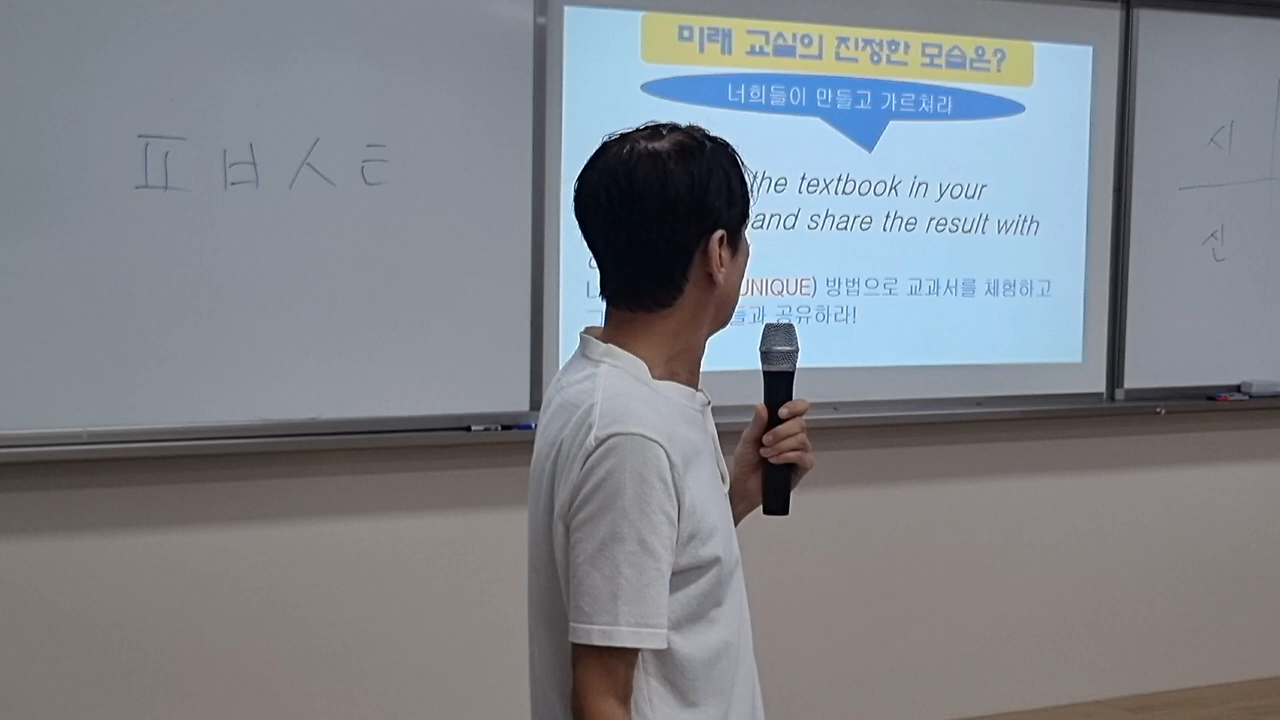 ㅍ ㅂ ㅅ ㅌ
미래 교실의 진정한 모습은?
너희들이 만들고 가르쳐라
the textbook in your
and share the result with
UNIQUE) 방법으로 교과서를 체험하고
들과 공유하라!
시
신